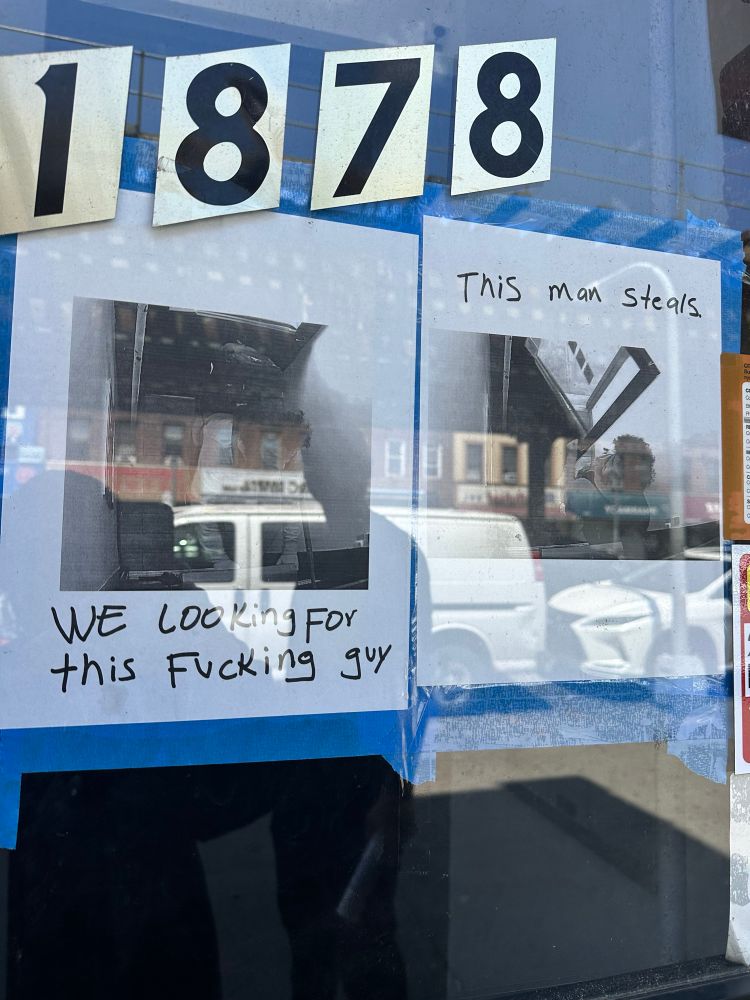 1878
This man steals.
WE LOOKing FOr
this FUCKing guy